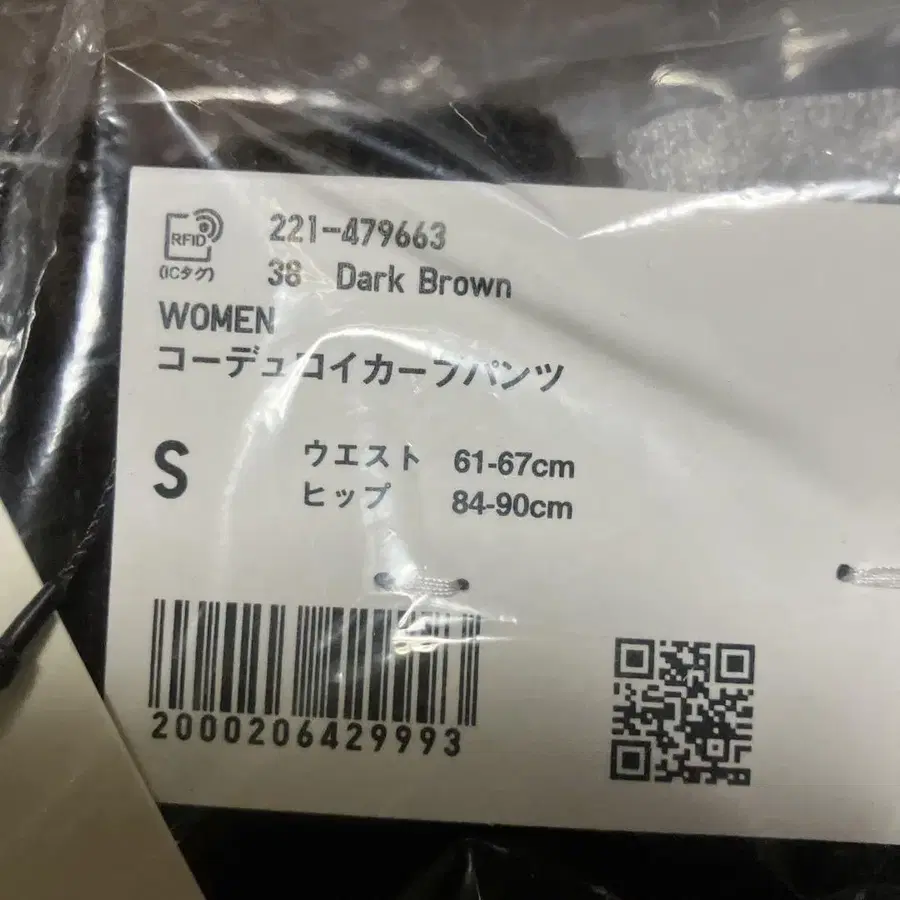 RFID
(ICタグ)
221-479663
38 Dark Brown
WOMEN
コーデュロイカーブパンツ
S
ウエスト 61-67cm
ヒップ 84-90cm
2000206429993